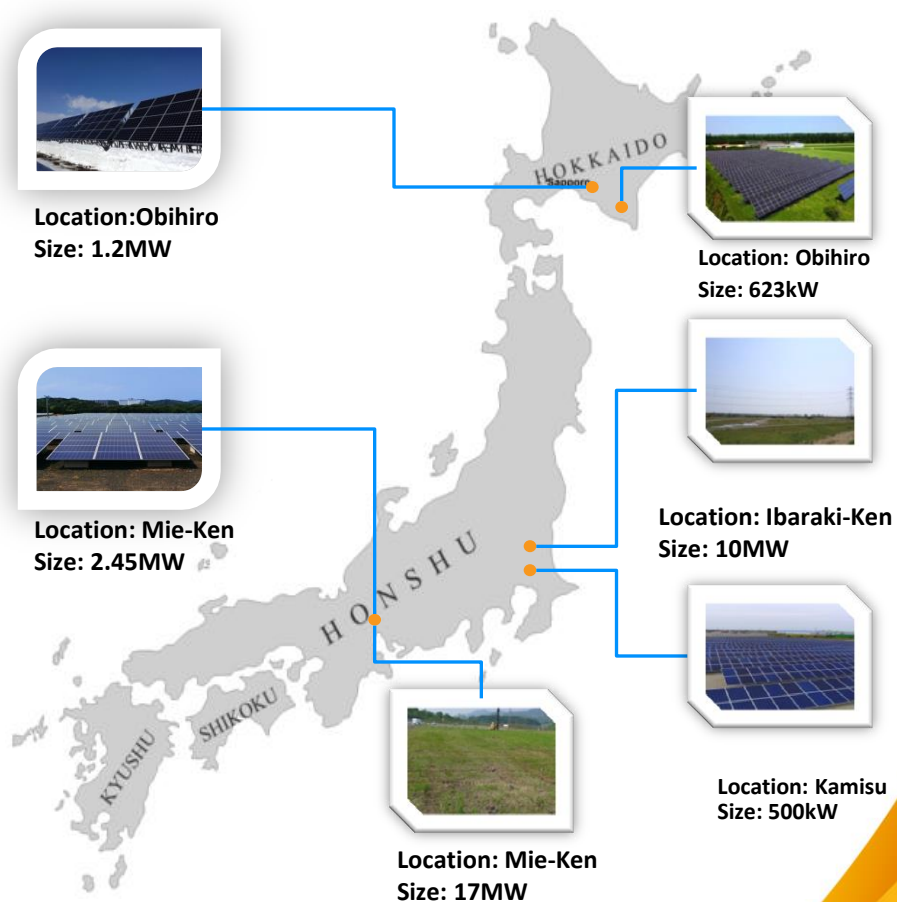 Location:Obihiro
Size: 1.2MW
HOKKAIDO
Sapporo
Location: Obihiro
Size: 623kW
Location: Mie-Ken
Size: 2.45MW
Location: Ibaraki-Ken
Size: 10MW
HONSHU
SHIKOKU
KYUSHU
Location: Kamisu
Size: 500kW
Location: Mie-Ken
Size: 17MW